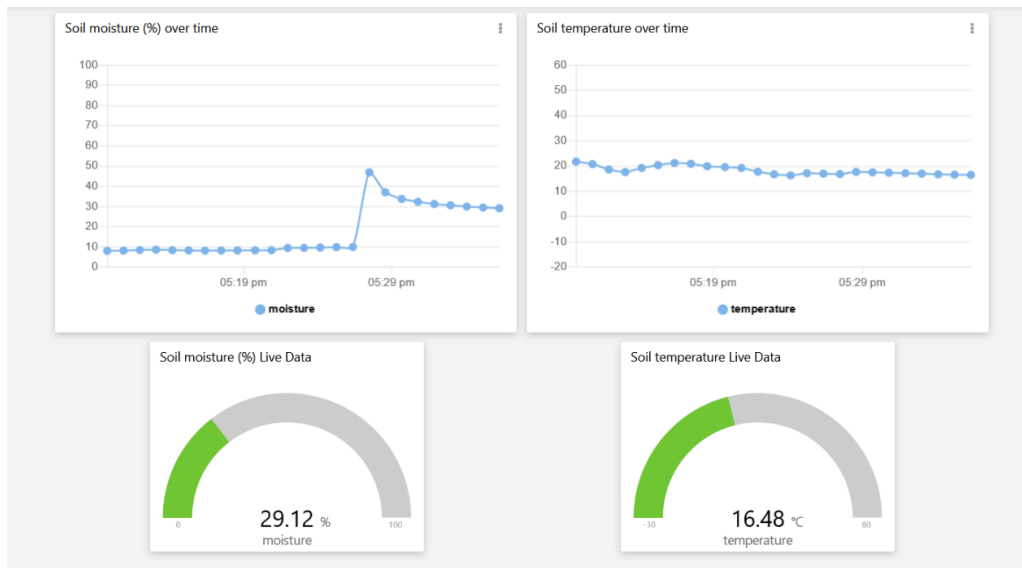 Soil moisture (%) over time
100
90
80
70
60
50
40
30
20
10
0
05:19 pm 05:29 pm
moisture
Soil temperature over time
60
50
40
30
20
10
0
-10
-20
05:19 pm 05:29 pm
temperature
Soil moisture (%) Live Data
29.12 %
0 100
moisture
Soil temperature Live Data
16.48 °C
-30 80
temperature